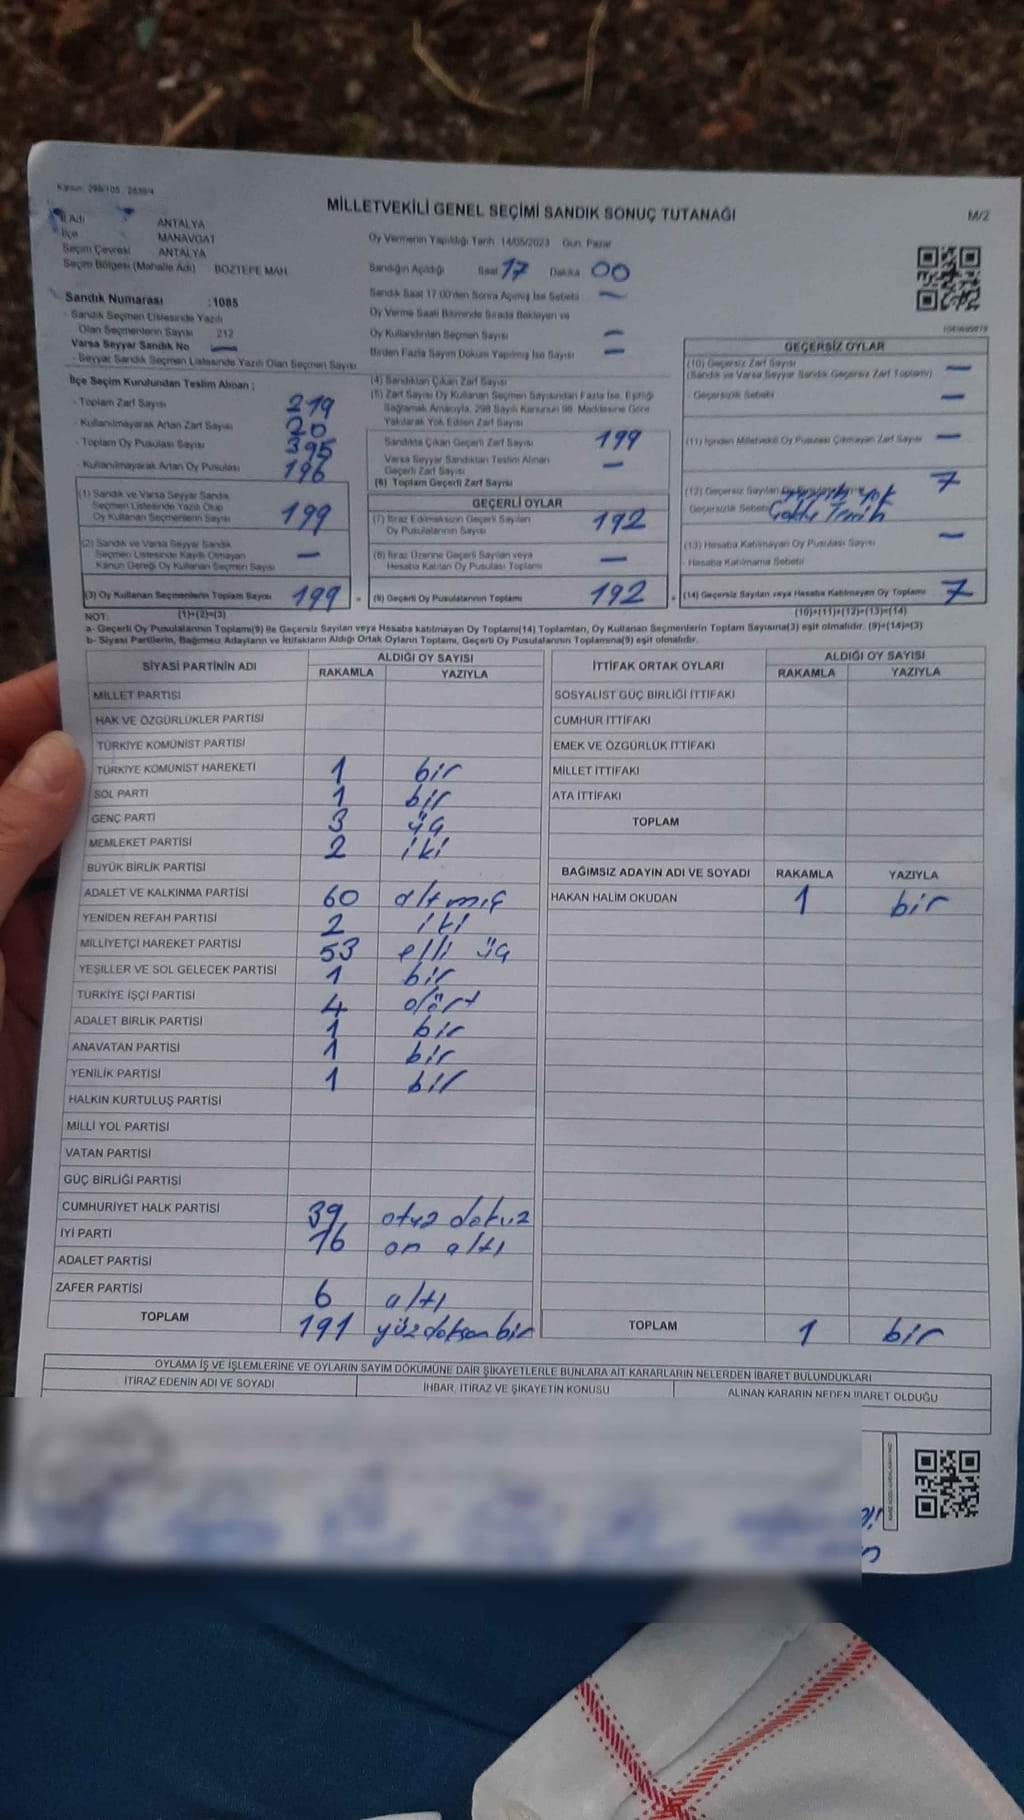 Kanun: 298/105, 2839/4
MİLLETVEKİLİ GENEL SEÇİMİ SANDIK SONUÇ TUTANAĞI
M/2
İl Adı ANTALYA
İlçe MANAVGAT
Seçim Çevresi ANTALYA
Seçim Bölgesi (Mahalle Adı) BOZTEPE MAH.
Oy Vermenin Yapıldığı Tarih: 14/05/2023 Gün: Pazar
Sandığın Açıldığı Saat 17 Dakika 00
Sandık Saat 17.00'den Sonra Açılmış İse Sebebi —
Oy Verme Saati Bitiminde Sırada Bekleyen ve
Oy Kullandırılan Seçmen Sayısı —
Birden Fazla Sayım Döküm Yapılmış İse Sayısı —
Sandık Numarası : 1085
- Sandık Seçmen Listesinde Yazılı
Olan Seçmenlerin Sayısı 212
Varsa Seyyar Sandık No —
- Seyyar Sandık Seçmen Listesinde Yazılı Olan Seçmen Sayısı
İlçe Seçim Kurulundan Teslim Alınan ;
- Toplam Zarf Sayısı 219
- Kullanılmayarak Artan Zarf Sayısı 20
- Toplam Oy Pusulası Sayısı 395
- Kullanılmayarak Artan Oy Pusulası 196
(1) Sandık ve Varsa Seyyar Sandık
Seçmen Listesinde Yazılı Olup
Oy Kullanan Seçmenlerin Sayısı 199
(2) Sandık ve Varsa Seyyar Sandık
Seçmen Listesinde Kayıtlı Olmayan
Kanun Gereği Oy Kullanan Seçmen Sayısı —
(3) Oy Kullanan Seçmenlerin Toplam Sayısı 199
(1)+(2)=(3)
(4) Sandıktan Çıkan Zarf Sayısı
(5) Zarf Sayısı Oy Kullanan Seçmen Sayısından Fazla İse, Eşitliği
Sağlamak Amacıyla, 298 Sayılı Kanunun 98. Maddesine Göre
Yakılarak Yok Edilen Zarf Sayısı
Sandıkta Çıkan Geçerli Zarf Sayısı 199
Varsa Seyyar Sandıktan Teslim Alınan
Geçerli Zarf Sayısı —
(6) Toplam Geçerli Zarf Sayısı
GEÇERLİ OYLAR
(7) İtiraz Edilmeksizin Geçerli Sayılan
Oy Pusulalarının Sayısı 192
(8) İtiraz Üzerine Geçerli Sayılan veya
Hesaba Katılan Oy Pusulası Toplamı —
= (9) Geçerli Oy Pusulalarının Toplamı 192
GEÇERSİZ OYLAR
(10) Geçersiz Zarf Sayısı
(Sandık ve Varsa Seyyar Sandık Geçersiz Zarf Toplamı) —
- Geçersizlik Sebebi —
(11) İçinden Milletvekili Oy Pusulası Çıkmayan Zarf Sayısı —
(12) Geçersiz Sayılan Oy Pusulası Sayısı 7
Geçersizlik Sebebi Çoklu Tercih
(13) Hesaba Katılmayan Oy Pusulası Sayısı —
- Hesaba Katılmama Sebebi
+ (14) Geçersiz Sayılan veya Hesaba Katılmayan Oy Toplamı 7
(10)+(11)+(12)+(13)=(14)
NOT:
a- Geçerli Oy Pusulalarının Toplamı(9) ile Geçersiz Sayılan veya Hesaba katılmayan Oy Toplamı(14) Toplamları, Oy Kullanan Seçmenlerin Toplam Sayısına(3) eşit olmalıdır. (9)+(14)=(3)
b- Siyasi Partilerin, Bağımsız Adayların ve İttifakların Aldığı Ortak Oyların Toplamı, Geçerli Oy Pusulalarının Toplamına(9) eşit olmalıdır.
SİYASİ PARTİNİN ADI ALDIĞI OY SAYISI
RAKAMLA YAZIYLA
MİLLET PARTİSİ
HAK VE ÖZGÜRLÜKLER PARTİSİ
TÜRKİYE KOMÜNİST PARTİSİ
TÜRKİYE KOMÜNİST HAREKETİ 1 bir
SOL PARTİ 1 bir
GENÇ PARTİ 3 üç
MEMLEKET PARTİSİ 2 iki
BÜYÜK BİRLİK PARTİSİ
ADALET VE KALKINMA PARTİSİ 60 altmış
YENİDEN REFAH PARTİSİ 2 iki
MİLLİYETÇİ HAREKET PARTİSİ 53 elli üç
YEŞİLLER VE SOL GELECEK PARTİSİ 1 bir
TÜRKİYE İŞÇİ PARTİSİ 4 dört
ADALET BİRLİK PARTİSİ 1 bir
ANAVATAN PARTİSİ 1 bir
YENİLİK PARTİSİ 1 bir
HALKIN KURTULUŞ PARTİSİ
MİLLİ YOL PARTİSİ
VATAN PARTİSİ
GÜÇ BİRLİĞİ PARTİSİ
CUMHURİYET HALK PARTİSİ 39 otuz dokuz
İYİ PARTİ 16 on altı
ADALET PARTİSİ
ZAFER PARTİSİ 6 altı
TOPLAM 191 yüz doksan bir
İTTİFAK ORTAK OYLARI ALDIĞI OY SAYISI
RAKAMLA YAZIYLA
SOSYALİST GÜÇ BİRLİĞİ İTTİFAKI
CUMHUR İTTİFAKI
EMEK VE ÖZGÜRLÜK İTTİFAKI
MİLLET İTTİFAKI
ATA İTTİFAKI
TOPLAM
BAĞIMSIZ ADAYIN ADI VE SOYADI RAKAMLA YAZIYLA
HAKAN HALİM OKUDAN 1 bir
TOPLAM 1 bir
OYLAMA İŞ VE İŞLEMLERİNE VE OYLARIN SAYIM DÖKÜMÜNE DAİR ŞİKAYETLERLE BUNLARA AİT KARARLARIN NELERDEN İBARET BULUNDUKLARI
İTİRAZ EDENİN ADI VE SOYADI İHBAR, İTİRAZ VE ŞİKAYETİN KONUSU ALINAN KARARIN NEDEN İBARET OLDUĞU